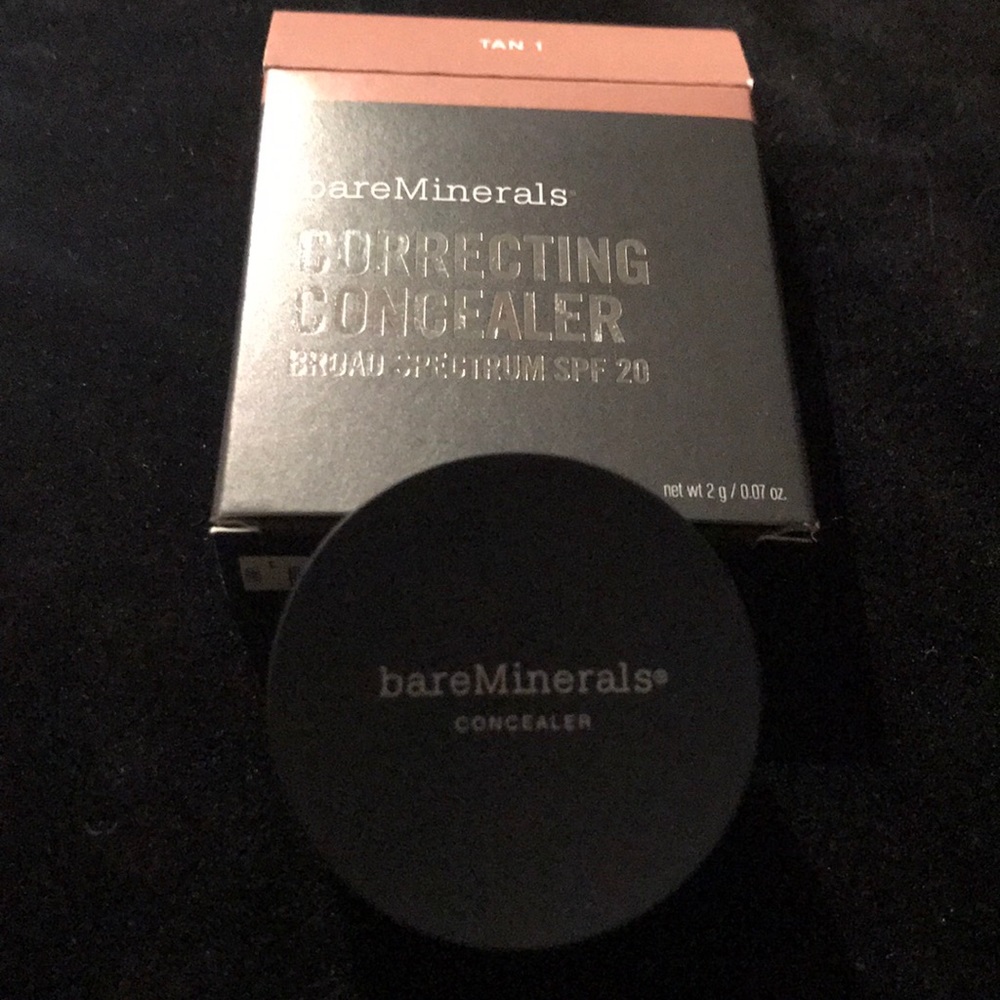 TAN 1
bareMinerals
CORRECTING
CONCEALER
BROAD SPECTRUM SPF 20
net wt 2 g / 0.07 oz.
bareMinerals®
CONCEALER